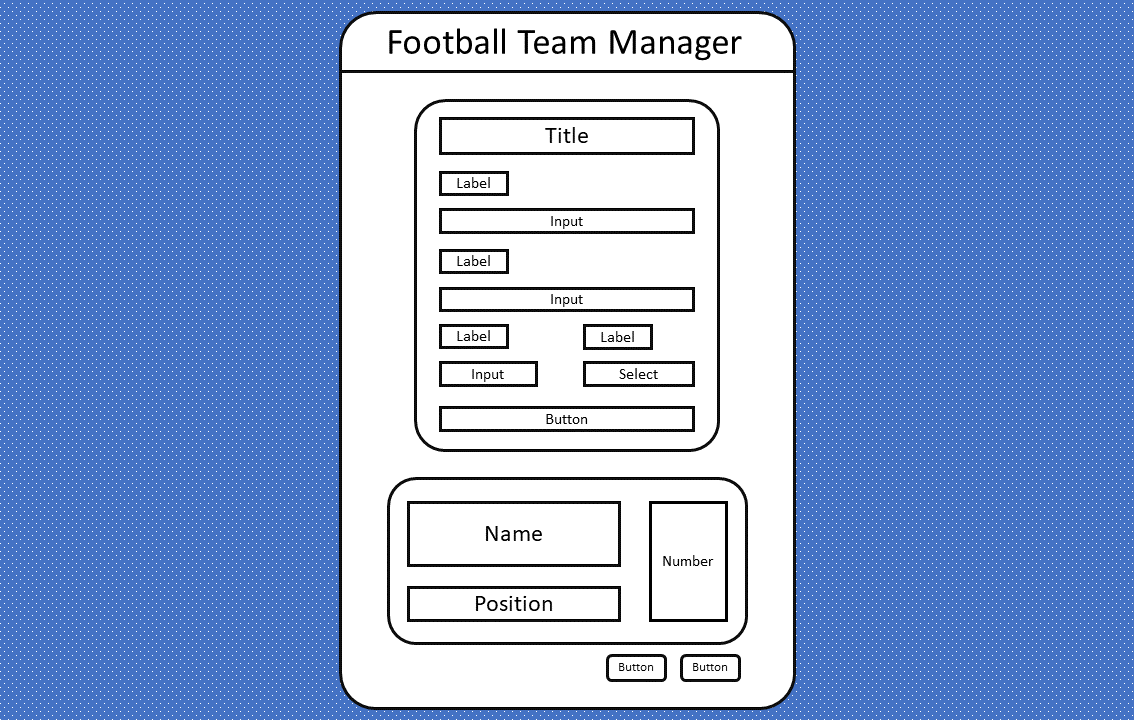 Football Team Manager
Title
Label
Input
Label
Input
Label Label
Input Select
Button
Name
Number
Position
Button Button